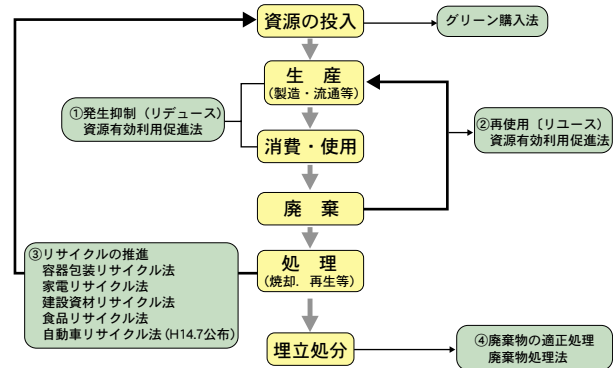 資源の投入
グリーン購入法
生 産
(製造・流通等)
①発生抑制（リデュース）
資源有効利用促進法
②再使用〔リユース）
資源有効利用促進法
消費・使用
廃 棄
③リサイクルの推進
容器包装リサイクル法
家電リサイクル法
建設資材リサイクル法
食品リサイクル法
自動車リサイクル法(H14.7公布)
処 理
(焼却．再生等)
埋立処分
④廃棄物の適正処理
廃棄物処理法